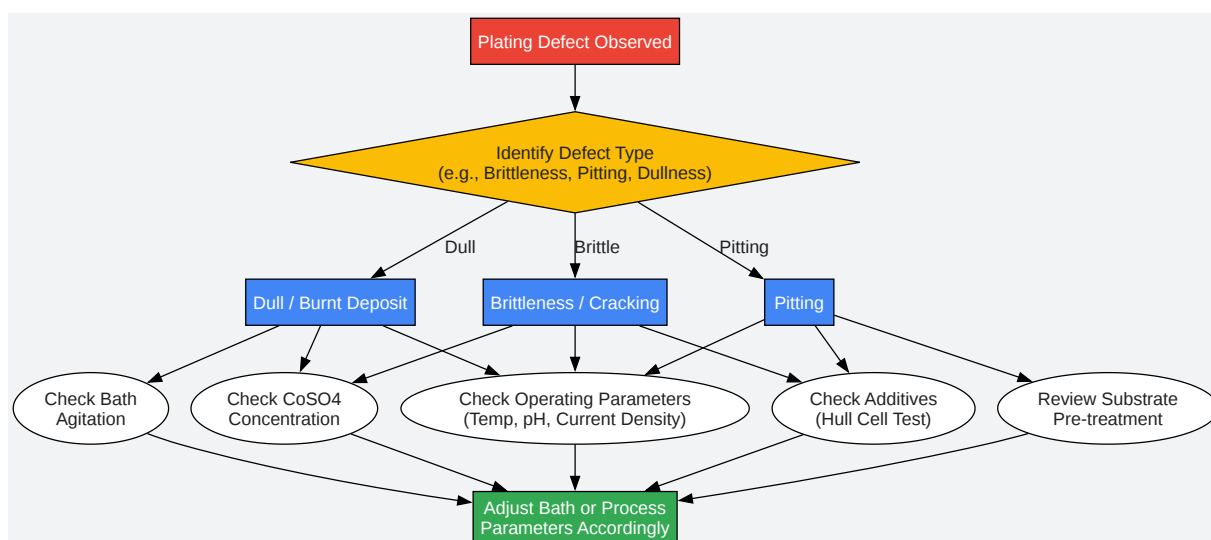 Plating Defect Observed
Identify Defect Type
(e.g., Brittleness, Pitting, Dullness)
Dull
Brittle
Pitting
Dull / Burnt Deposit
Brittleness / Cracking
Pitting
Check Bath
Agitation
Check CoSO4
Concentration
Check Operating Parameters
(Temp, pH, Current Density)
Check Additives
(Hull Cell Test)
Review Substrate
Pre-treatment
Adjust Bath or Process
Parameters Accordingly